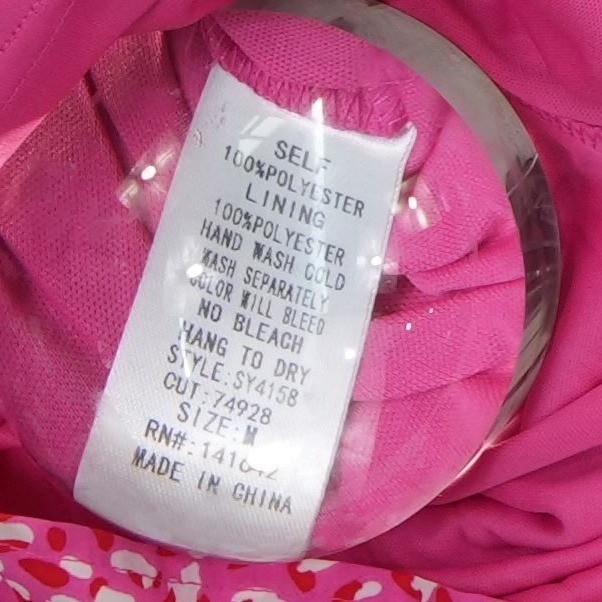 SELF
100%POLYESTER
LINING
100%POLYESTER
HAND WASH COLD
WASH SEPARATELY
COLOR WILL BLEED
NO BLEACH
HANG TO DRY
STYLE:SY4158
CUT:74928
SIZE:M
RN#:
MADE IN CHINA